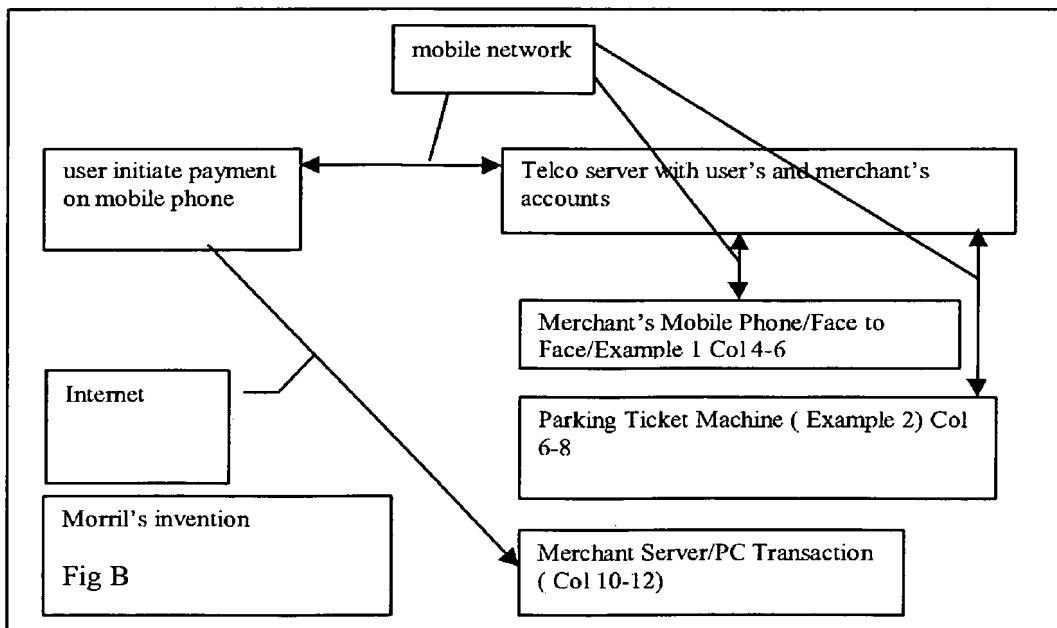 mobile network
user initiate payment
on mobile phone
Telco server with user's and merchant's
accounts
Merchant's Mobile Phone/Face to
Face/Example 1 Col 4-6
Internet
Parking Ticket Machine ( Example 2) Col
6-8
Morril's invention
Fig B
Merchant Server/PC Transaction
( Col 10-12)